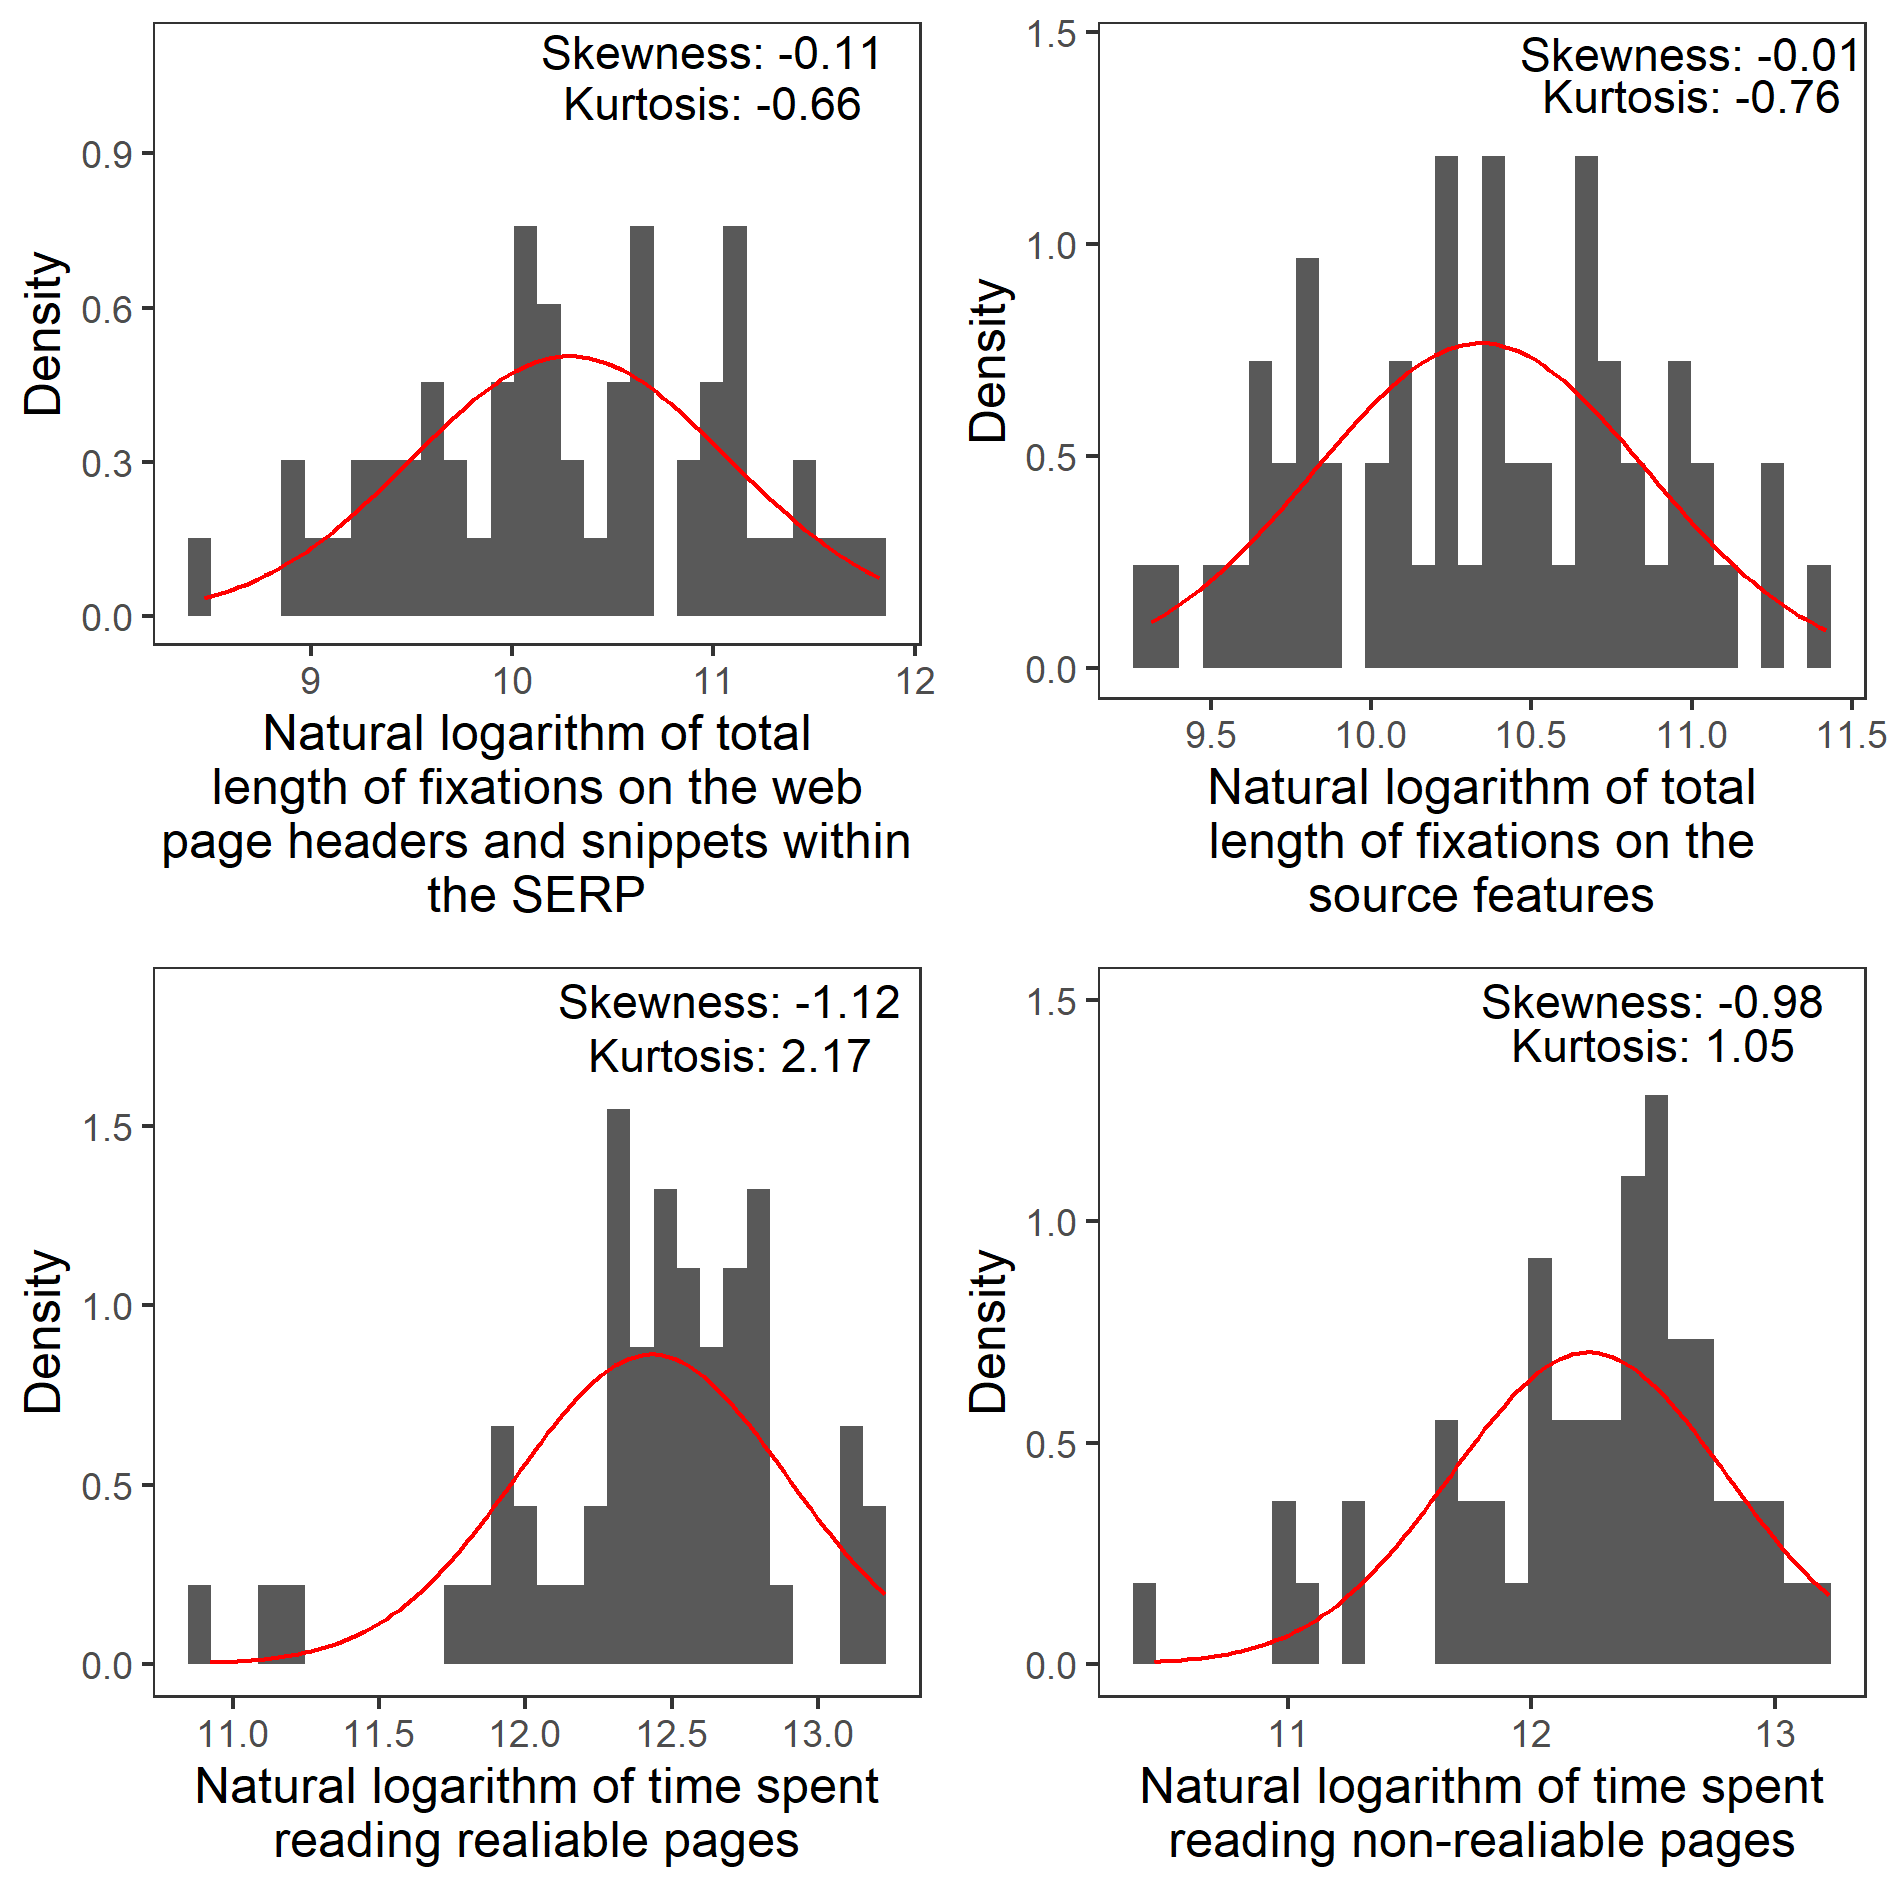 Skewness: -0.11
Kurtosis: -0.66
0.9
0.6
0.3
0.0
Density
9 10 11 12
Natural logarithm of total
length of fixations on the web
page headers and snippets within
the SERP
Skewness: -0.01
Kurtosis: -0.76
1.5
1.0
0.5
0.0
Density
9.5 10.0 10.5 11.0 11.5
Natural logarithm of total
length of fixations on the
source features
Skewness: -1.12
Kurtosis: 2.17
1.5
1.0
0.5
0.0
Density
11.0 11.5 12.0 12.5 13.0
Natural logarithm of time spent
reading realiable pages
Skewness: -0.98
Kurtosis: 1.05
1.5
1.0
0.5
0.0
Density
11 12 13
Natural logarithm of time spent
reading non-realiable pages